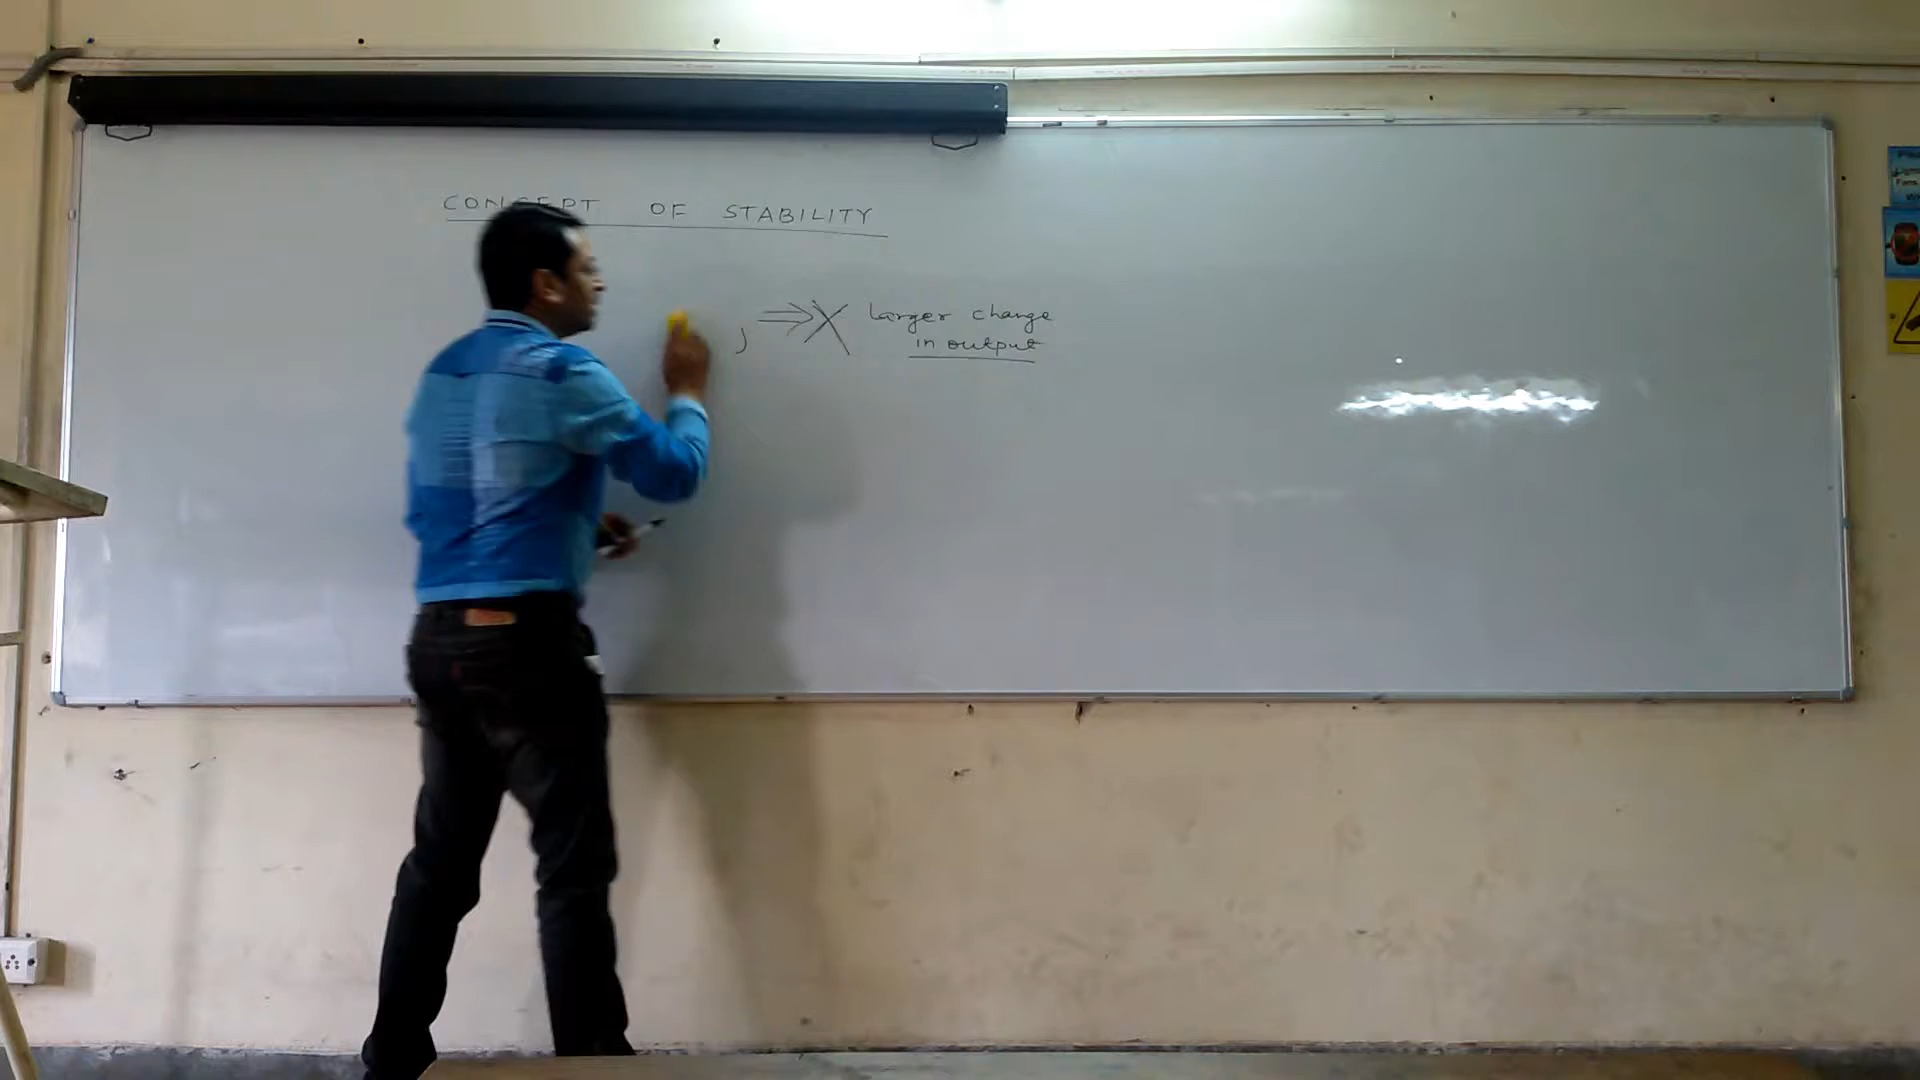 CONCEPT OF STABILITY
) ⇒ X Larger change
in output